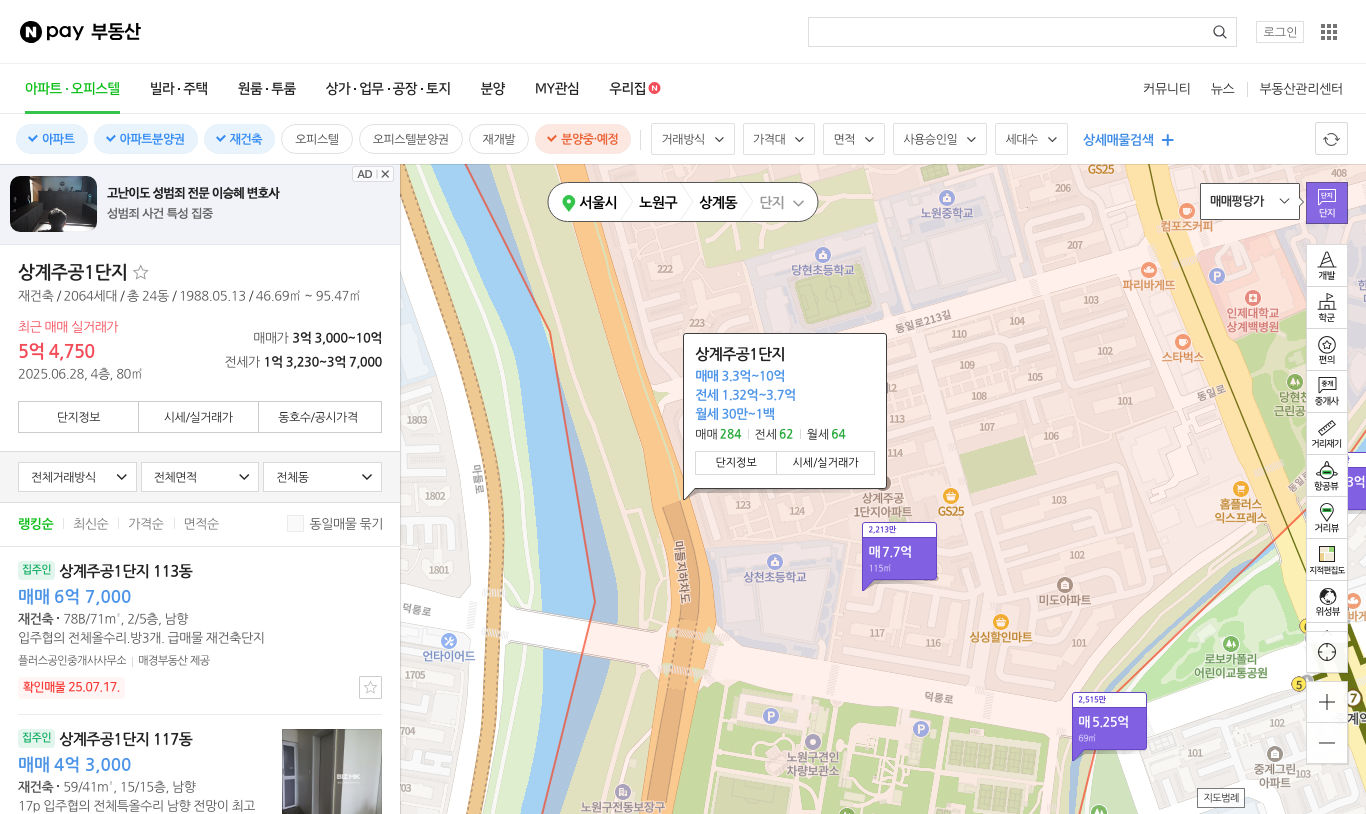 N pay 부동산
로그인
아파트·오피스텔 빌라·주택 원룸·투룸 상가·업무·공장·토지 분양 MY관심 우리집 N
커뮤니티 뉴스 부동산관리센터
아파트 아파트분양권 재건축 오피스텔 오피스텔분양권 재개발 분양중·예정 거래방식 가격대 면적 사용승인일 세대수 상세매물검색
AD
고난이도 성범죄 전문 이승혜 변호사
성범죄 사건 특성 집중
상계주공1단지
재건축 / 2064세대 / 총 24동 / 1988.05.13 / 46.69㎡ ~ 95.47㎡
최근 매매 실거래가
5억 4,750
2025.06.28, 4층, 80㎡
매매가 3억 3,000~10억
전세가 1억 3,230~3억 7,000
단지정보 시세/실거래가 동호수/공시가격
전체거래방식 전체면적 전체동
랭킹순 최신순 가격순 면적순 동일매물 묶기
집주인 상계주공1단지 113동
매매 6억 7,000
재건축 · 78B/71m², 2/5층, 남향
입주협의 전체올수리.방3개. 급매물 재건축단지
플러스공인중개사사무소 매경부동산 제공
확인매물 25.07.17.
집주인 상계주공1단지 117동
매매 4억 3,000
재건축 · 59/41m², 15/15층, 남향
17p 입주협의 전체특올수리 남향 전망이 최고
서울시 노원구 상계동 단지
매매평당가
단지
단지
개발
학군
편의
중개
중개사
거리재기
항공뷰
거리뷰
지적편집도
위성뷰
지도범례
상계주공1단지
매매 3.3억~10억
전세 1.32억~3.7억
월세 30만~1백
매매 284 전세 62 월세 64
단지정보 시세/실거래가
GS25
408
노원중학교
컴포즈커피
206
207
당현초등학교
222
223
파리바게뜨
P
103
인제대학교
상계백병원
동일로213길
110
104
스타벅스
102
109
105
동일로
108
101
113
107
106
114
1803
마들로
1802
1801
상계주공
1단지아파트
GS25
홈플러스
익스프레스
123
124
103
마들지하차도
2,213만
매 7.7억
115㎡
상천초등학교
102
미도아파트
덕릉로
언타이어드
1705
117
116
싱싱할인마트
101
로보카폴리
어린이교통공원
5
7
덕릉로
2,515만
매 5.25억
69㎡
P
P
노원구견인
차량보관소
노원구전동보장구
101
102
중계그린
아파트
103